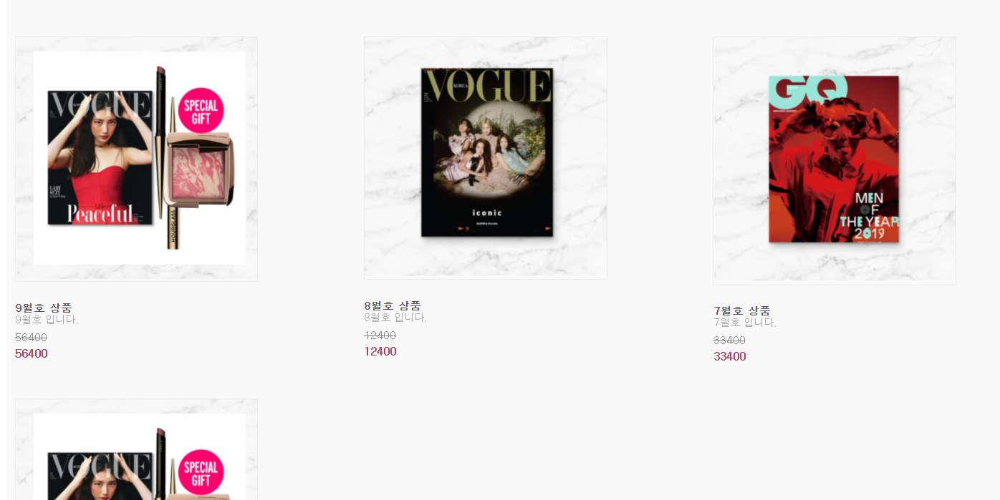 VOGUE
KOREA
SPECIAL
GIFT
LADY
SUZY
Peaceful
HOURGLASS
9월호 상품
9월호 입니다.
56400
56400
VOGUE
KOREA
iconic
8월호 상품
8월호 입니다.
12400
12400
GQ
MEN
OF
THE YEAR
2019
7월호 상품
7월호 입니다.
33400
33400
VOGUE
SPECIAL
GIFT